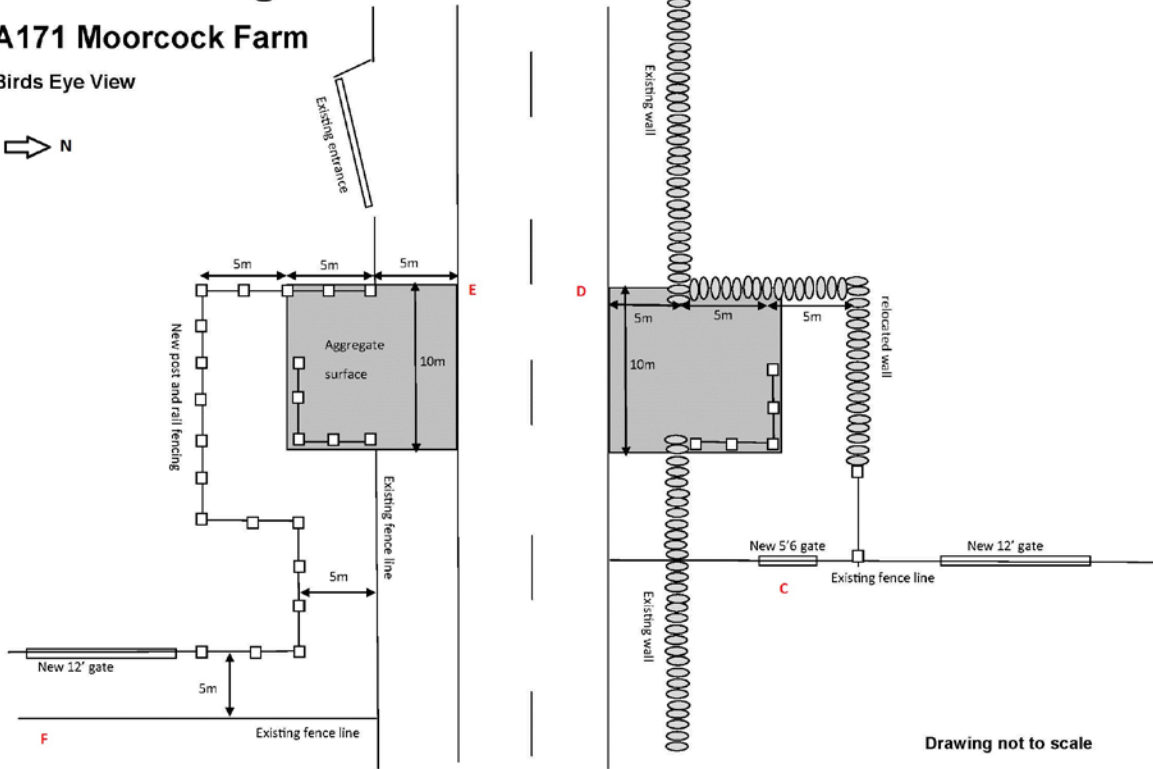 A171 Moorcock Farm
Birds Eye View
N
Existing entrance
Existing wall
5m
5m
5m
E
D
5m
5m
5m
Aggregate
surface
10m
10m
New post and rail fencing
relocated wall
Existing fence line
5m
New 5'6 gate
New 12' gate
C
Existing fence line
Existing wall
New 12' gate
5m
F
Existing fence line
Drawing not to scale